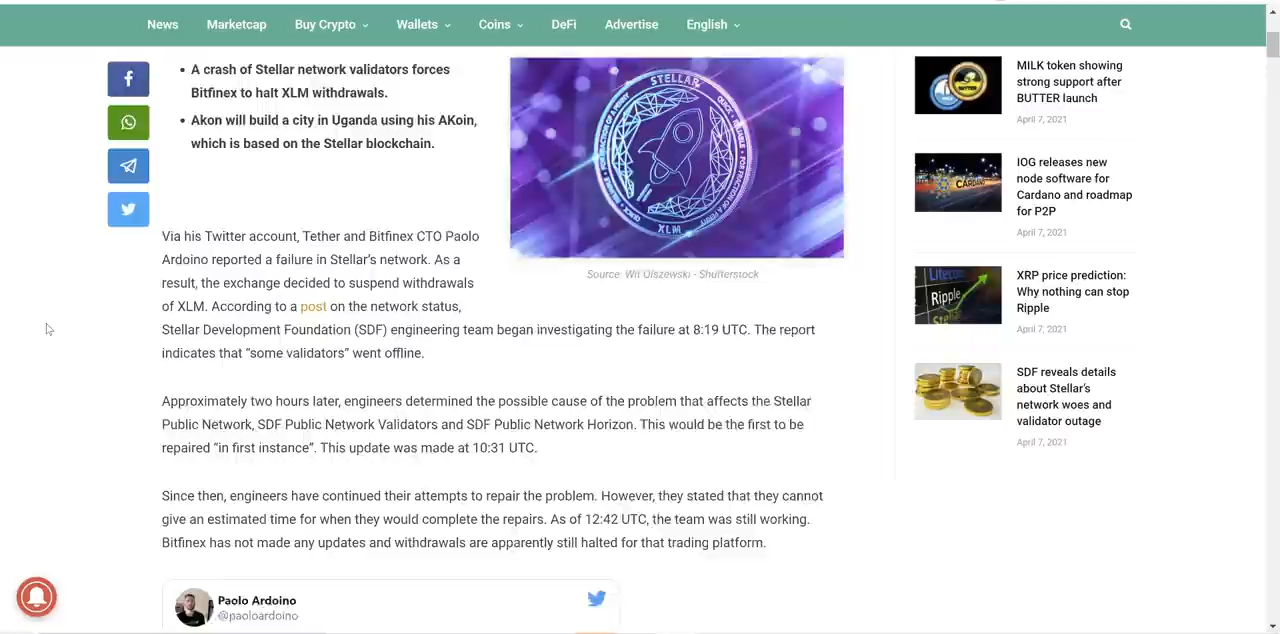 News Marketcap Buy Crypto Wallets Coins DeFi Advertise English
A crash of Stellar network validators forces
Bitfinex to halt XLM withdrawals.
Akon will build a city in Uganda using his AKoin,
which is based on the Stellar blockchain.
STELLAR
XLM
Source: Wit Olszewski - Shutterstock
Via his Twitter account, Tether and Bitfinex CTO Paolo
Ardoino reported a failure in Stellar's network. As a
result, the exchange decided to suspend withdrawals
of XLM. According to a post on the network status,
Stellar Development Foundation (SDF) engineering team began investigating the failure at 8:19 UTC. The report
indicates that “some validators” went offline.
Approximately two hours later, engineers determined the possible cause of the problem that affects the Stellar
Public Network, SDF Public Network Validators and SDF Public Network Horizon. This would be the first to be
repaired “in first instance”. This update was made at 10:31 UTC.
Since then, engineers have continued their attempts to repair the problem. However, they stated that they cannot
give an estimated time for when they would complete the repairs. As of 12:42 UTC, the team was still working.
Bitfinex has not made any updates and withdrawals are apparently still halted for that trading platform.
Paolo Ardoino
@paoloardoino
MILK token showing
strong support after
BUTTER launch
April 7, 2021
IOG releases new
node software for
Cardano and roadmap
for P2P
April 7, 2021
CARDANO
XRP price prediction:
Why nothing can stop
Ripple
April 7, 2021
Litecoin
Ripple
SDF reveals details
about Stellar's
network woes and
validator outage
April 7, 2021